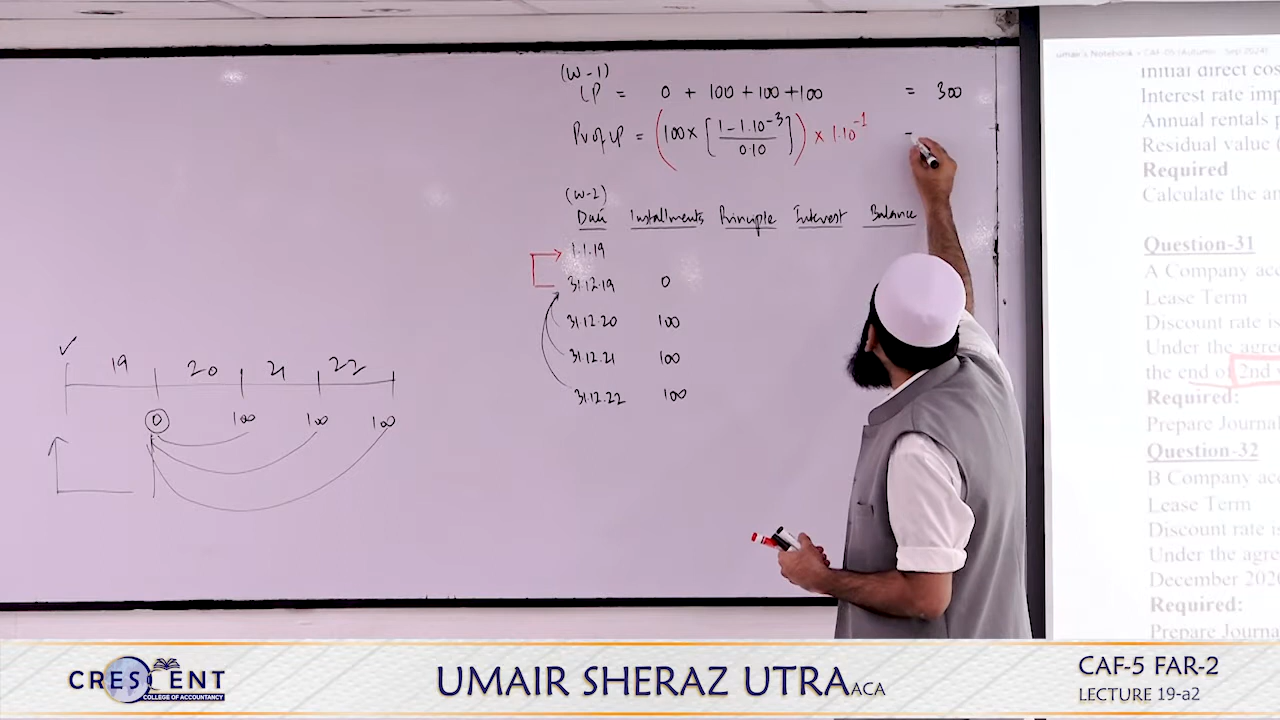 (W-1)
LP = 0 + 100 + 100 + 100 = 300
PV of LP = (100 × [1 – 1.10⁻³ / 0.10]) × 1.10⁻¹ =
(W-2)
Date Installments Principle Interest Balance
1.1.19
31.12.19 0
31.12.20 100
31.12.21 100
31.12.22 100
19 20 21 22
0 100 100 100
umair's Notebook - CAF-05 (Autumn - Sep 2024)
Initial direct cos
Interest rate imp
Annual rentals p
Residual value (
Required
Calculate the an
Question-31
A Company acc
Lease Term
Discount rate is
Under the agre
the end of 2nd
Required:
Prepare Journal
Question-32
B Company acc
Lease Term
Discount rate is
Under the agre
December 202
Required:
Prepare Journa
CRESCENT
COLLEGE OF ACCOUNTANCY
UMAIR SHERAZ UTRA ACA
CAF-5 FAR-2
LECTURE 19-a2